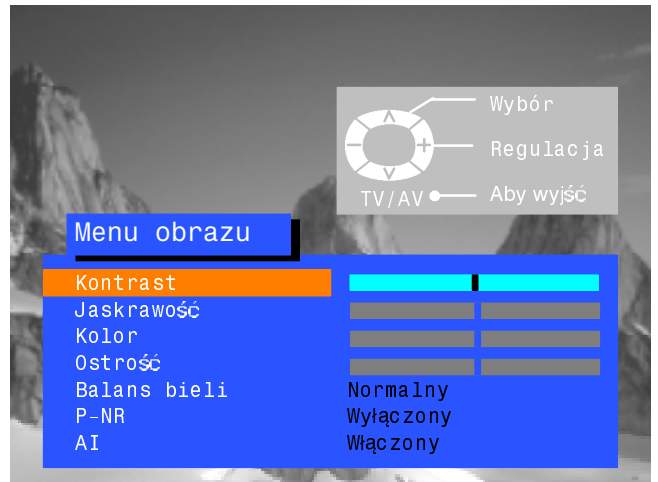 Wybór
Regulacja
TV/AV Aby wyjść
Menu obrazu
Kontrast
Jaskrawość
Kolor
Ostrość
Balans bieli Normalny
P-NR Wyłączony
AI Włączony